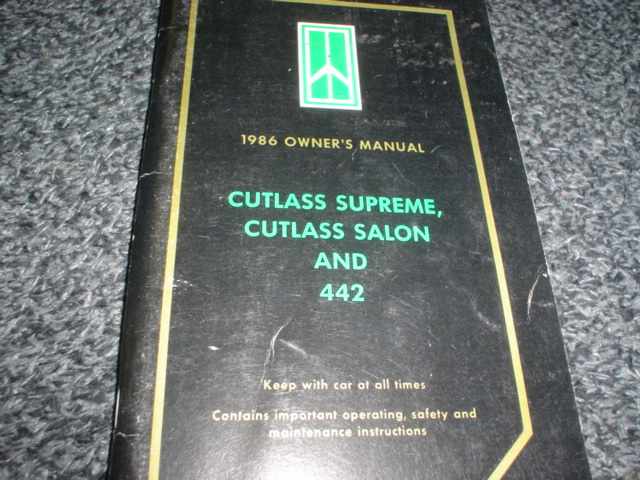 1986 OWNER'S MANUAL
CUTLASS SUPREME,
CUTLASS SALON
AND
442
Keep with car at all times
Contains important operating, safety and
maintenance instructions